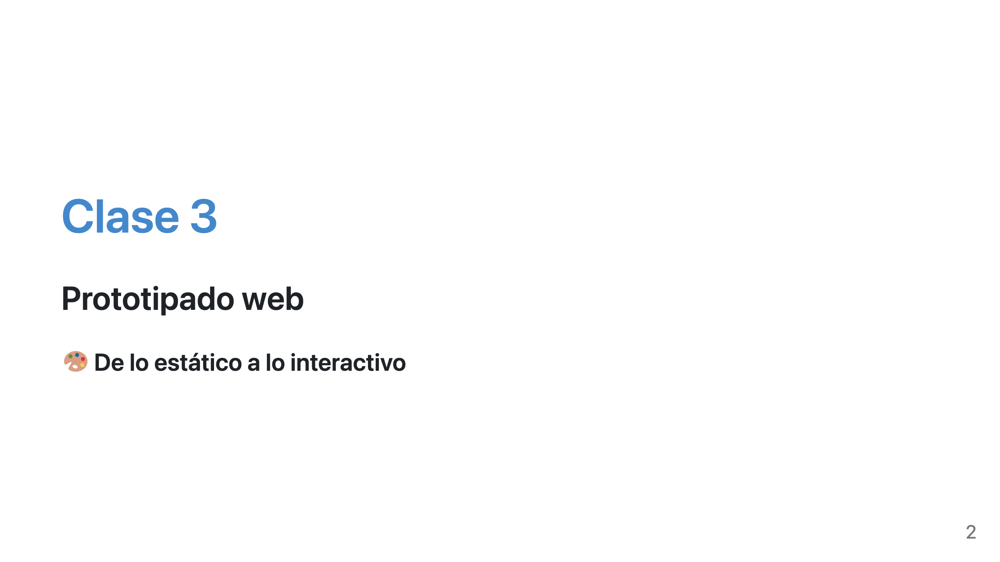 Clase 3
Prototipado web
🎨 De lo estático a lo interactivo
2